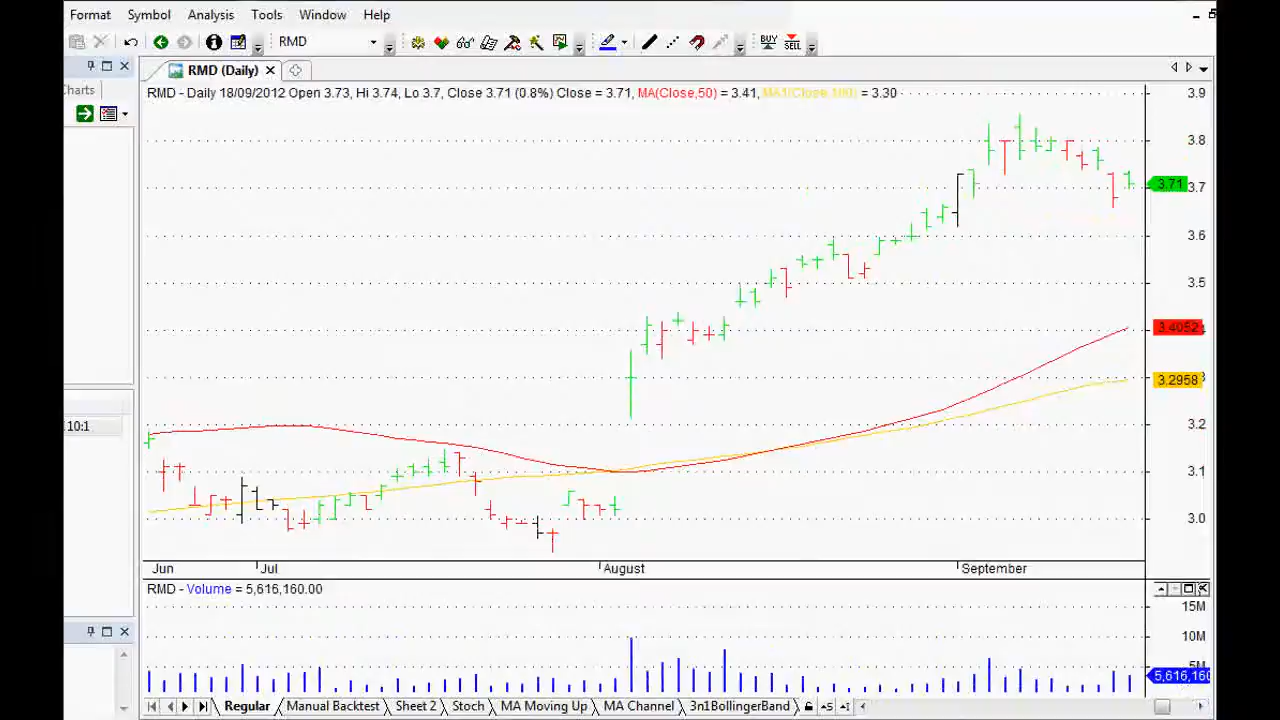 Format Symbol Analysis Tools Window Help
RMD
BUY SELL
RMD (Daily)
Charts
RMD - Daily 18/09/2012 Open 3.73, Hi 3.74, Lo 3.7, Close 3.71 (0.8%) Close = 3.71, MA(Close,50) = 3.41, = 3.30
3.9
3.8
3.71
3.7
3.6
3.5
3.4052
3.2958
3.2
10:1
3.1
3.0
Jun Jul August September
RMD - Volume = 5,616,160.00
15M
10M
5M
5,616,160
Regular Manual Backtest Sheet 2 Stoch MA Moving Up MA Channel 3n1BollingerBand